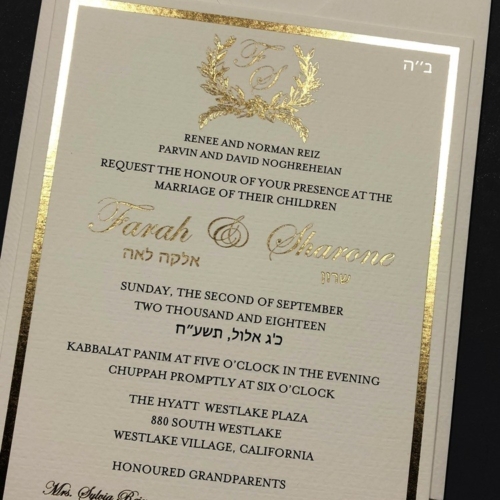 F
S
ב״ה
RENEE AND NORMAN REIZ
PARVIN AND DAVID NOGHREHEIAN
REQUEST THE HONOUR OF YOUR PRESENCE AT THE
MARRIAGE OF THEIR CHILDREN
Farah & Sharone
אלקה לאה שרון
SUNDAY, THE SECOND OF SEPTEMBER
TWO THOUSAND AND EIGHTEEN
כ׳ג אלול, תשע״ח
KABBALAT PANIM AT FIVE O'CLOCK IN THE EVENING
CHUPPAH PROMPTLY AT SIX O'CLOCK
THE HYATT WESTLAKE PLAZA
880 SOUTH WESTLAKE
WESTLAKE VILLAGE, CALIFORNIA
HONOURED GRANDPARENTS
Mrs. Sylvia